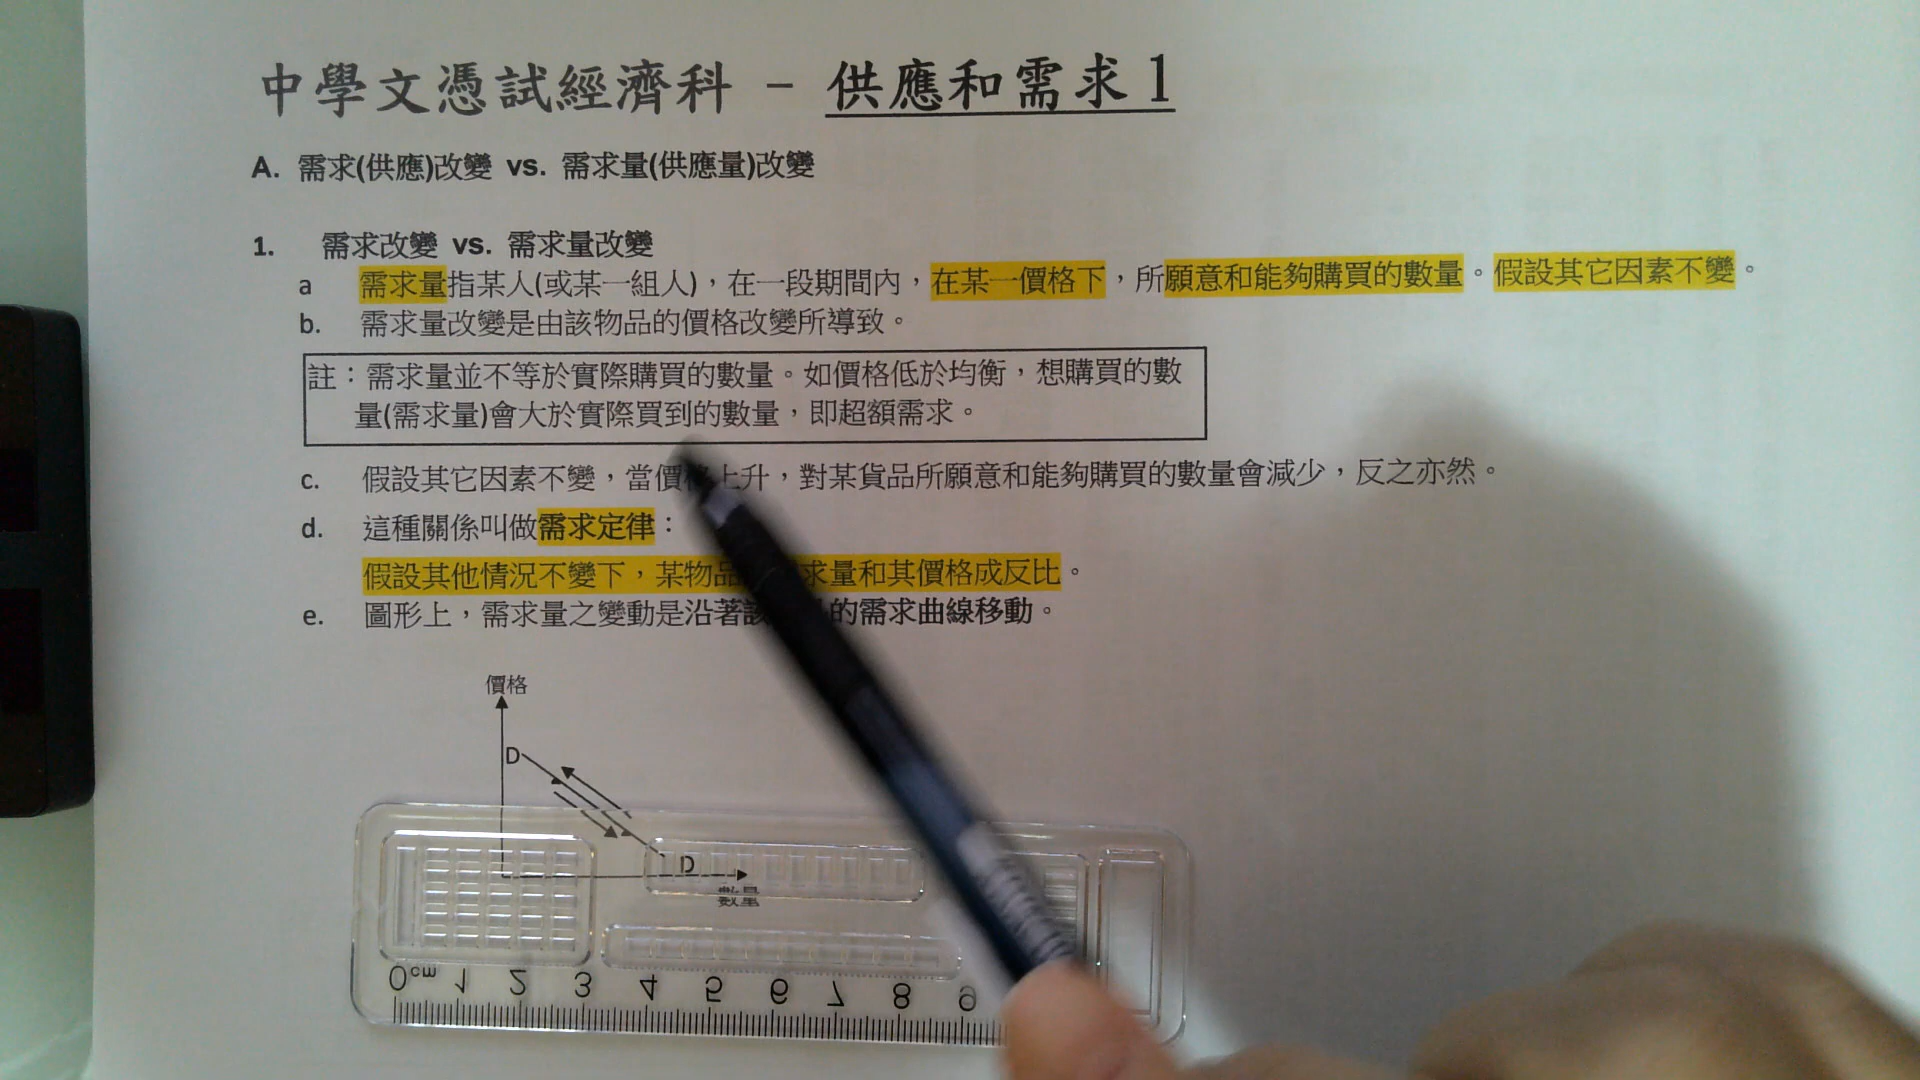 中學文憑試經濟科 - 供應和需求 1
A. 需求(供應)改變 vs. 需求量(供應量)改變
1. 需求改變 vs. 需求量改變
a 需求量指某人(或某一組人)，在一段期間內，在某一價格下，所願意和能夠購買的數量。假設其它因素不變。
b. 需求量改變是由該物品的價格改變所導致。
註：需求量並不等於實際購買的數量。如價格低於均衡，想購買的數
量(需求量)會大於實際買到的數量，即超額需求。
c. 假設其它因素不變，當價格上升，對某貨品所願意和能夠購買的數量會減少，反之亦然。
d. 這種關係叫做需求定律：
假設其他情況不變下，某物品 求量和其價格成反比。
e. 圖形上，需求量之變動是沿著該 的需求曲線移動。
價格
D
D
數量
0cm 1 2 3 4 5 6 7 8 9